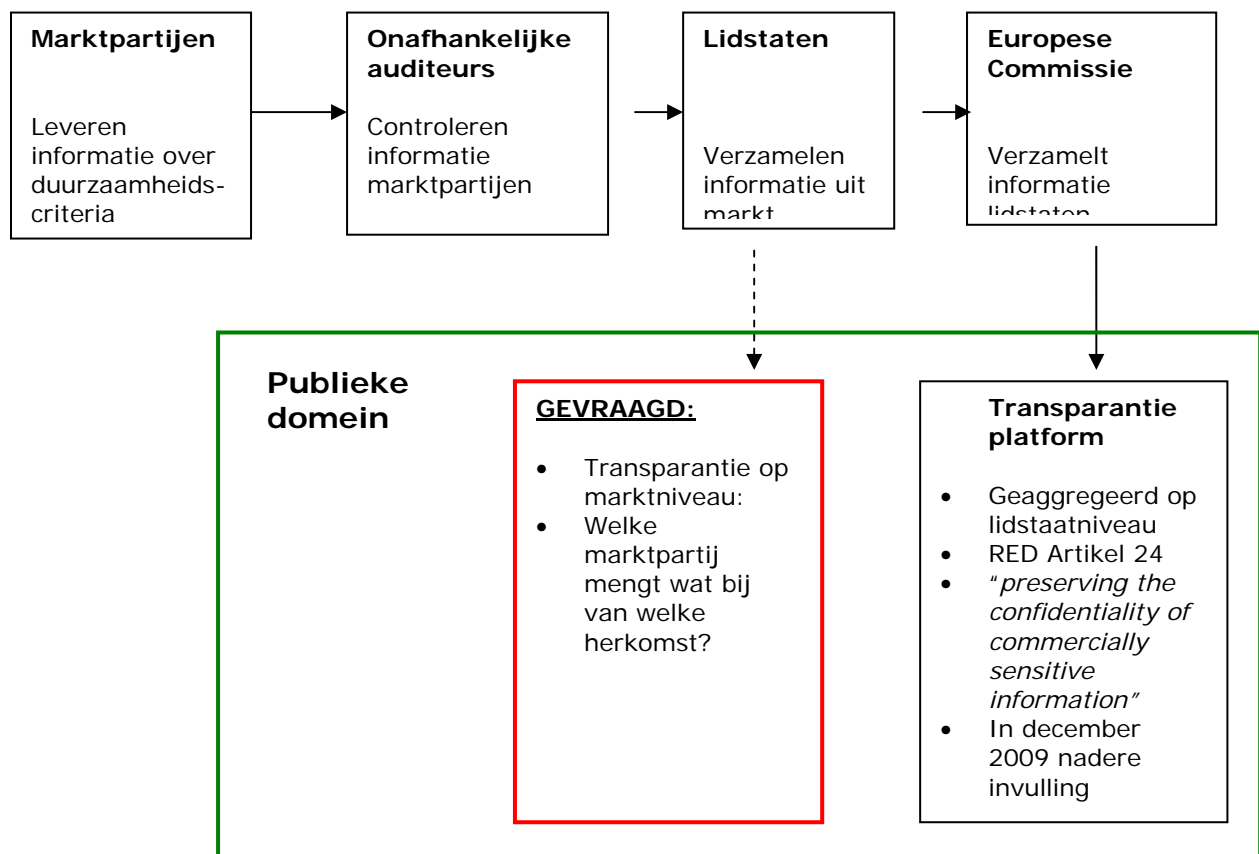 Marktpartijen
Leveren
informatie over
duurzaamheids-
criteria
Onafhankelijke
auditeurs
Controleren
informatie
marktpartijen
Lidstaten
Verzamelen
informatie uit
markt
Europese
Commissie
Verzamelt
informatie
lidstaten
Publieke
domein
GEVRAAGD:
• Transparantie op
marktniveau:
• Welke
marktpartij
mengt wat bij
van welke
herkomst?
Transparantie
platform
• Geaggregeerd op
lidstaatniveau
• RED Artikel 24
• “preserving the
confidentiality of
commercially
sensitive
information”
• In december
2009 nadere
invulling